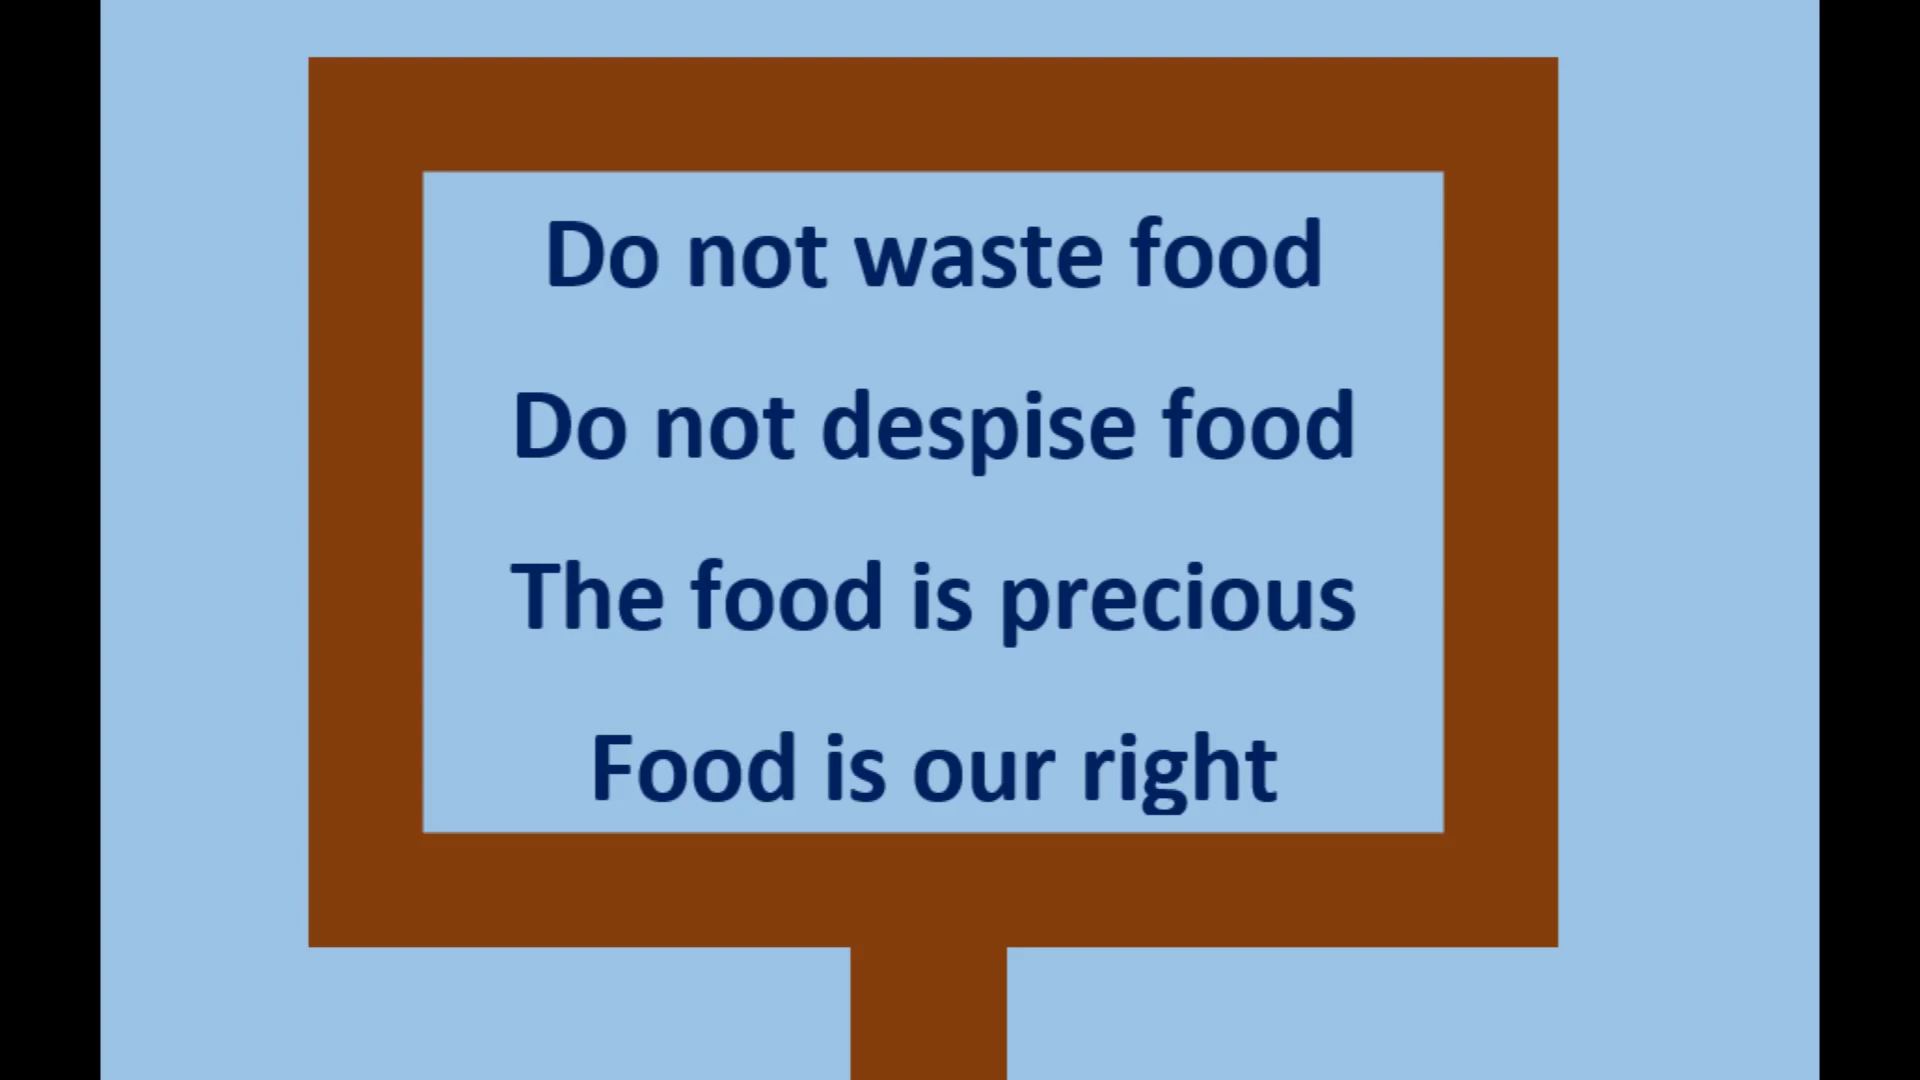 Do not waste food
Do not despise food
The food is precious
Food is our right